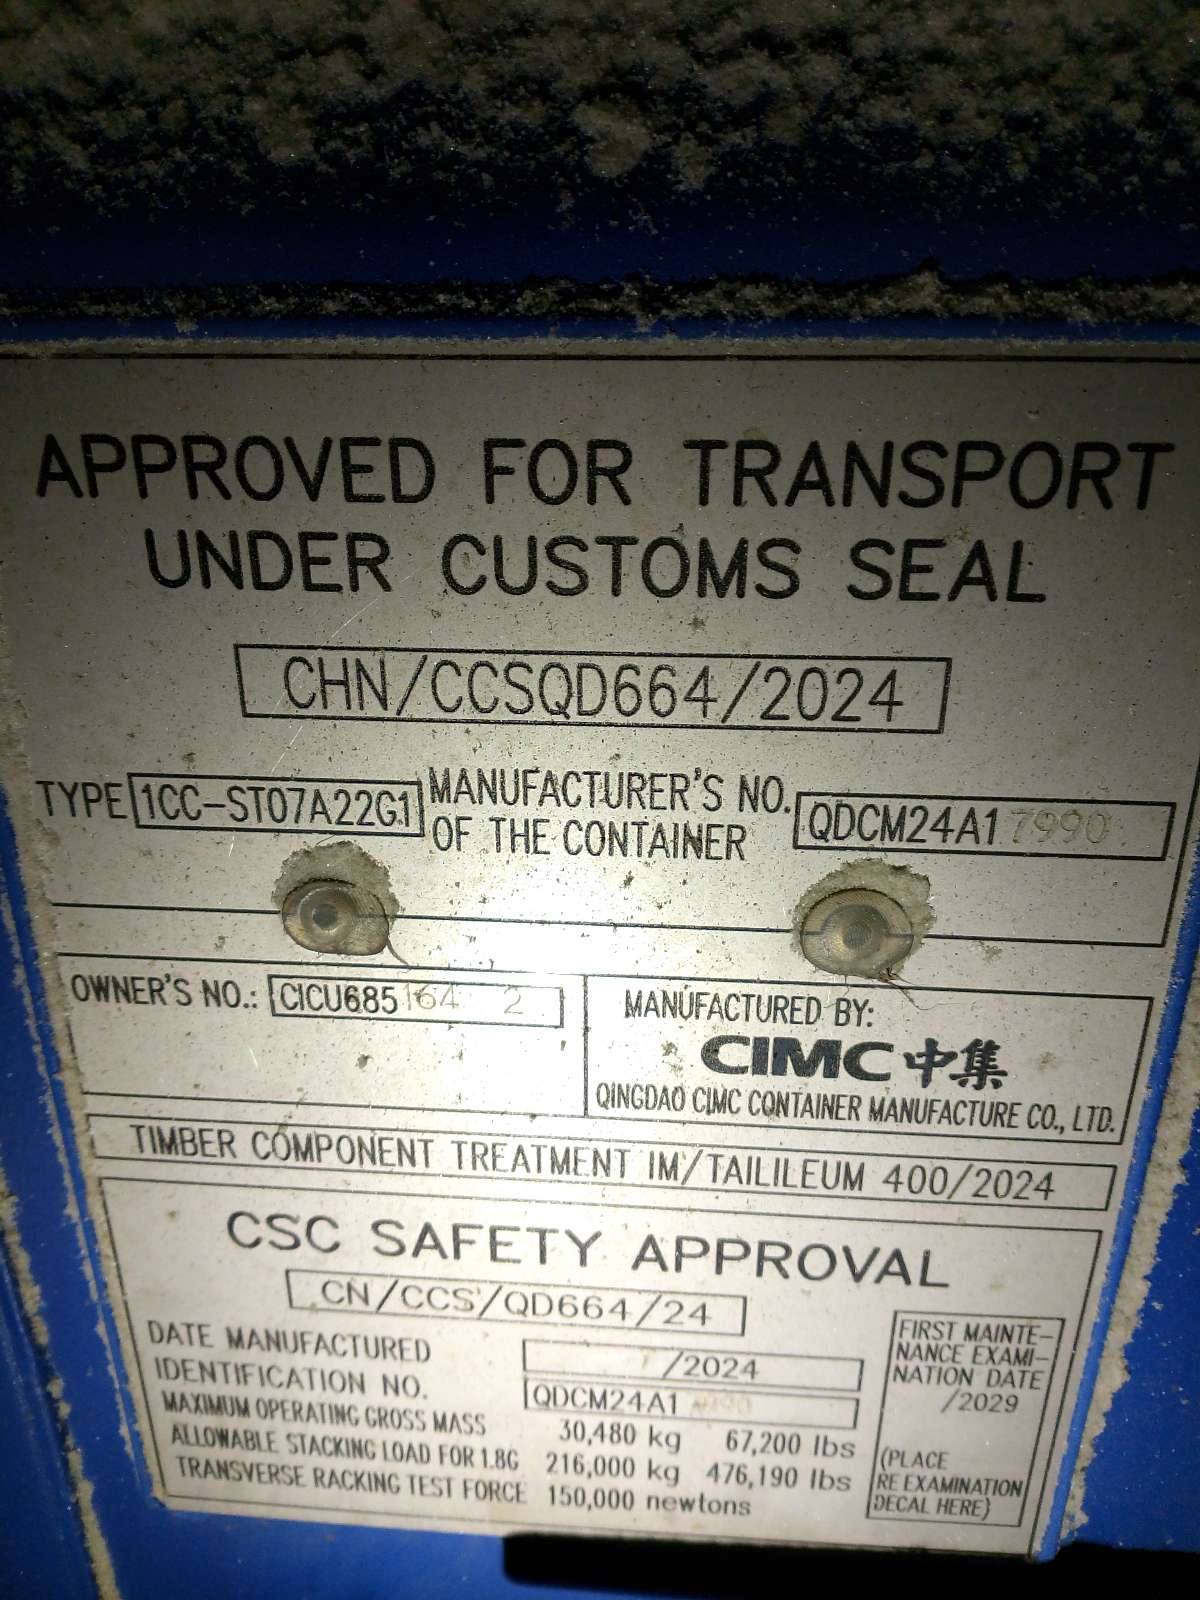 APPROVED FOR TRANSPORT
UNDER CUSTOMS SEAL
CHN/CCSQD664/2024
TYPE 1CC-ST07A22G1 MANUFACTURER'S NO. OF THE CONTAINER QDCM24A17990
OWNER'S NO.: CICU685164 2
MANUFACTURED BY:
CIMC 中集
QINGDAO CIMC CONTAINER MANUFACTURE CO., LTD.
TIMBER COMPONENT TREATMENT IM/TAILILEUM 400/2024
CSC SAFETY APPROVAL
CN/CCS/QD664/24
DATE MANUFACTURED /2024
IDENTIFICATION NO. QDCM24A1
MAXIMUM OPERATING GROSS MASS 30,480 kg 67,200 lbs
ALLOWABLE STACKING LOAD FOR 1.8G 216,000 kg 476,190 lbs
TRANSVERSE RACKING TEST FORCE 150,000 newtons
FIRST MAINTE-
NANCE EXAMI-
NATION DATE
/2029
(PLACE
RE EXAMINATION
DECAL HERE)